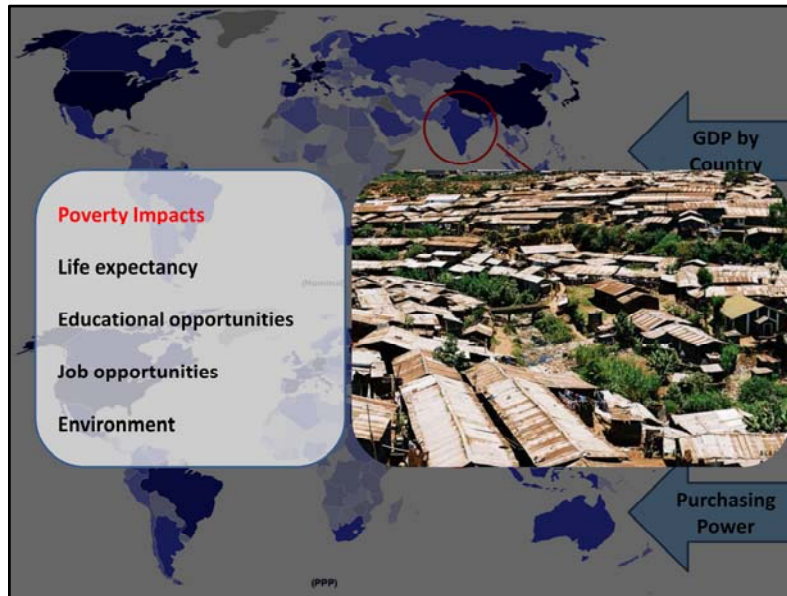 GDP by
Country
Poverty Impacts
Life expectancy
Educational opportunities
Job opportunities
Environment
Purchasing
Power
(PPP)